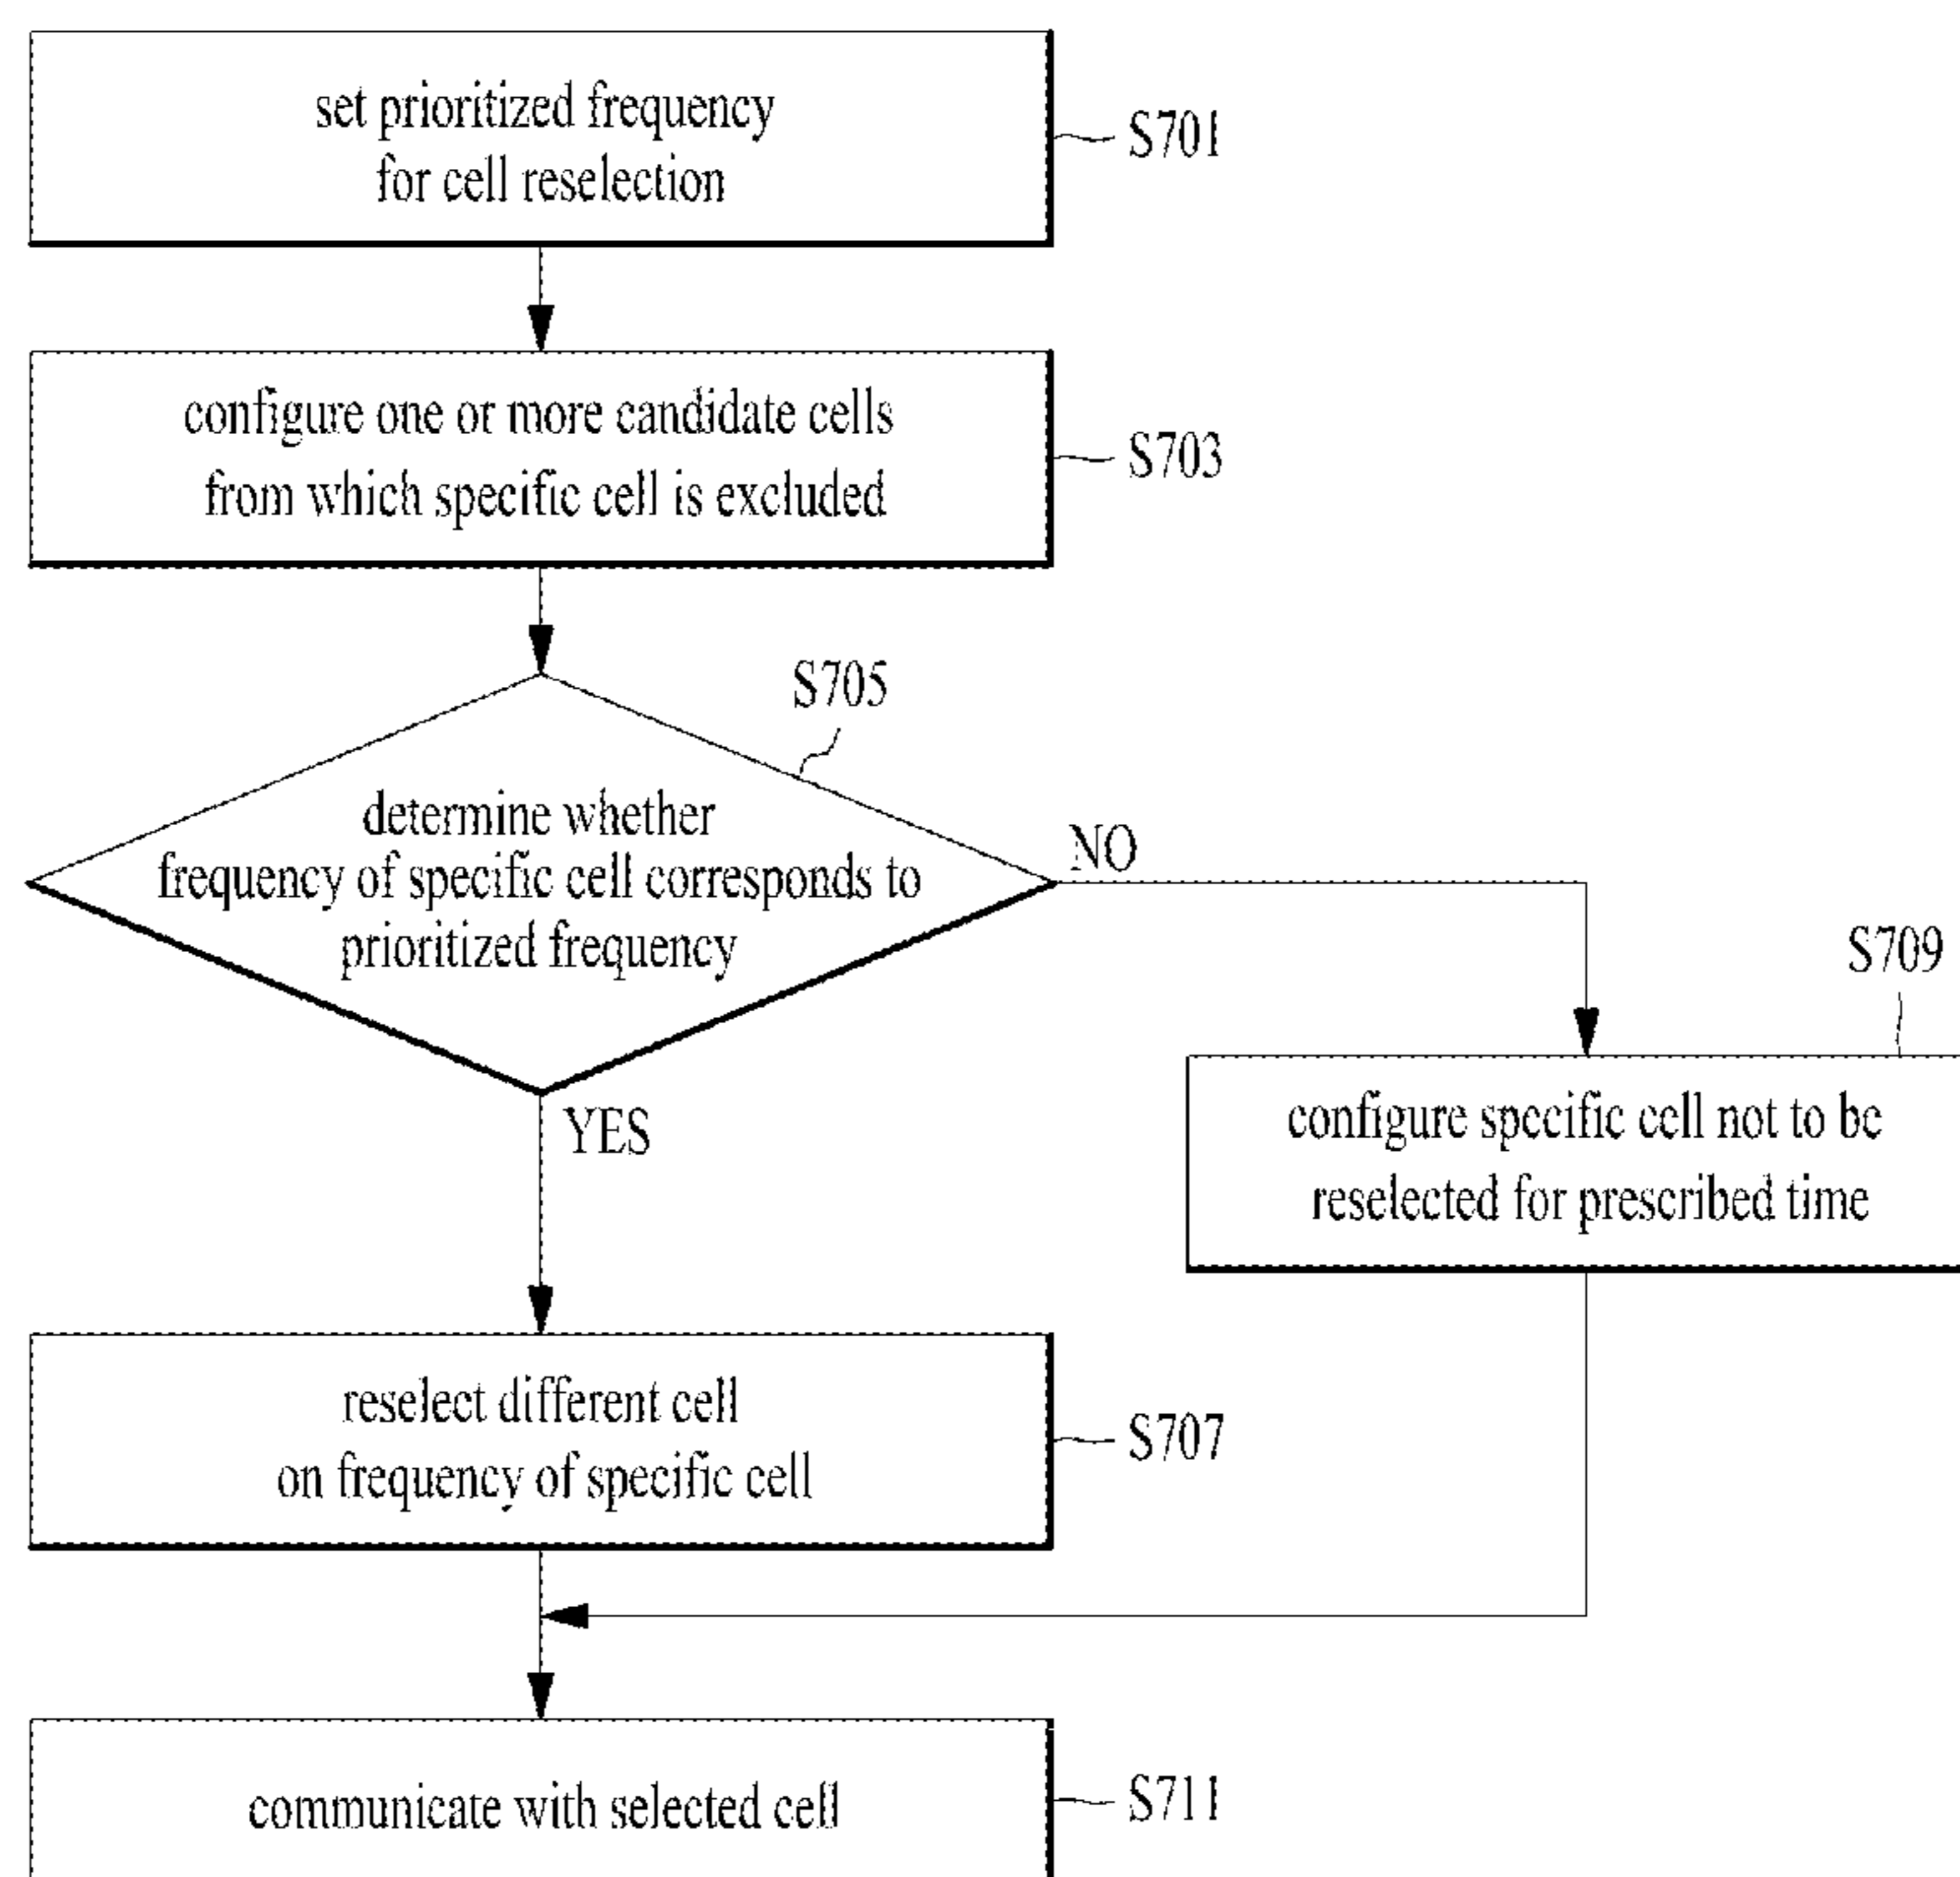 set prioritized frequency
for cell reselection
S701
configure one or more candidate cells
from which specific cell is excluded
S703
S705
determine whether
frequency of specific cell corresponds to
prioritized frequency
NO
YES
S709
configure specific cell not to be
reselected for prescribed time
reselect different cell
on frequency of specific cell
S707
communicate with selected cell
S711